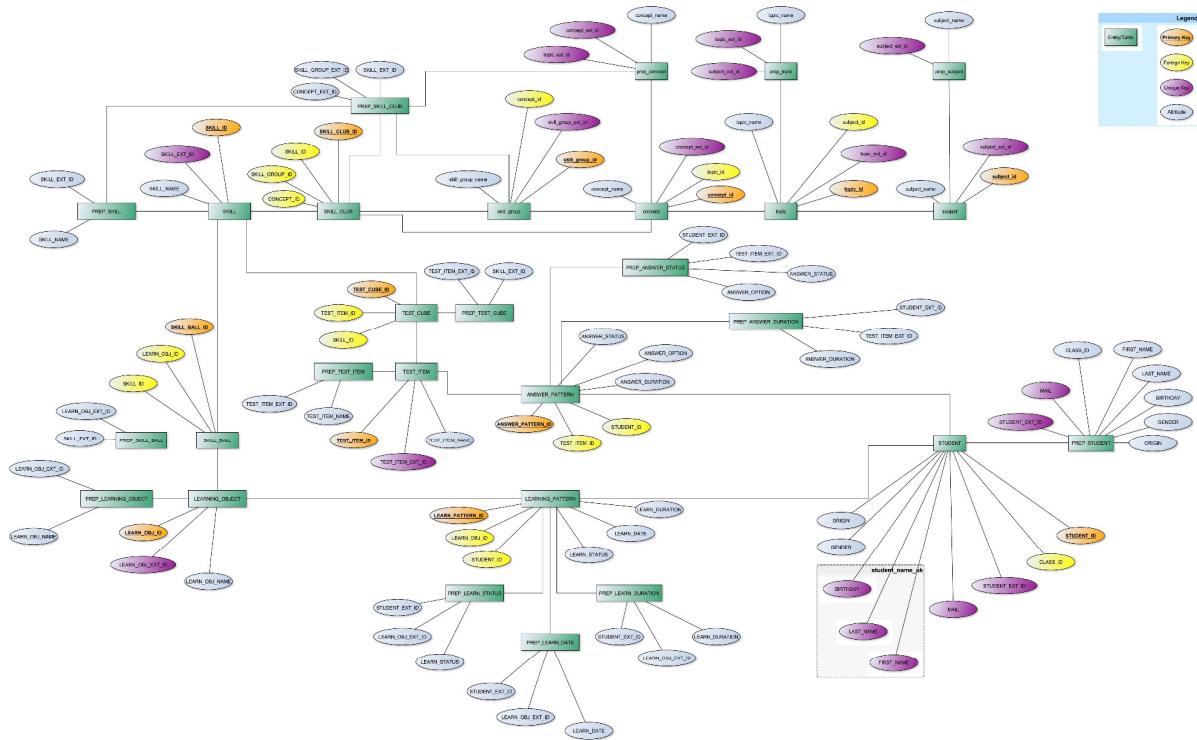 concept_name
topic_name
subject_name
Legend
concept_ext_id
topic_ext_id
subject_ext_id
Entity/Table
Primary Key
topic_ext_id
subject_ext_id
Foreign Key
SKILL_GROUP_EXT_ID
SKILL_EXT_ID
prep_concept
prep_subject
Unique Key
CONCEPT_EXT_ID
PREP_SKILL_CLUB
concept_id
Attribute
SKILL_ID
SKILL_CLUB_ID
skill_group_ext_id
topic_name
subject_id
SKILL_EXT_ID
SKILL_ID
concept_ext_id
topic_ext_id
subject_ext_id
SKILL_GROUP_ID
skill_group_id
topic_id
subject_id
SKILL_EXT_ID
SKILL_NAME
CONCEPT_ID
skill_group_name
concept_name
concept_id
topic_id
subject_name
PREP_SKILL
SKILL
SKILL_CLUB
skill_group
concept
topic
subject
SKILL_NAME
STUDENT_EXT_ID
TEST_ITEM_EXT_ID
PREP_ANSWER_STATUS
ANSWER_STATUS
ANSWER_OPTION
TEST_ITEM_EXT_ID
SKILL_EXT_ID
TEST_CUBE_ID
TEST_ITEM_ID
TEST_CUBE
PREP_TEST_CUBE
SKILL_ID
STUDENT_EXT_ID
PREP_ANSWER_DURATION
TEST_ITEM_EXT_ID
ANSWER_DURATION
SKILL_BALL_ID
LEARN_OBJ_ID
SKILL_ID
ANSWER_STATUS
ANSWER_OPTION
ANSWER_DURATION
PREP_TEST_ITEM
TEST_ITEM
ANSWER_PATTERN
CLASS_ID
FIRST_NAME
LAST_NAME
MAIL
BIRTHDAY
TEST_ITEM_EXT_ID
TEST_ITEM_NAME
ANSWER_PATTERN_ID
STUDENT_ID
TEST_ITEM_ID
STUDENT_EXT_ID
GENDER
LEARN_OBJ_EXT_ID
SKILL_EXT_ID
PREP_SKILL_BALL
SKILL_BALL
TEST_ITEM_ID
TEST_ITEM_NAME
STUDENT
PREP_STUDENT
ORIGIN
TEST_ITEM_EXT_ID
LEARN_OBJ_EXT_ID
PREP_LEARNING_OBJECT
LEARNING_OBJECT
LEARNING_PATTERN
LEARN_DURATION
LEARN_OBJ_NAME
LEARN_OBJ_ID
LEARN_PATTERN_ID
LEARN_DATE
LEARN_OBJ_EXT_ID
LEARN_OBJ_ID
LEARN_STATUS
LEARN_OBJ_NAME
STUDENT_ID
ORIGIN
STUDENT_ID
GENDER
CLASS_ID
student_name_ak
BIRTHDAY
STUDENT_EXT_ID
MAIL
LAST_NAME
FIRST_NAME
PREP_LEARN_STATUS
PREP_LEARN_DURATION
STUDENT_EXT_ID
LEARN_OBJ_EXT_ID
LEARN_STATUS
PREP_LEARN_DATE
STUDENT_EXT_ID
LEARN_DURATION
LEARN_OBJ_EXT_ID
STUDENT_EXT_ID
LEARN_OBJ_EXT_ID
LEARN_DATE